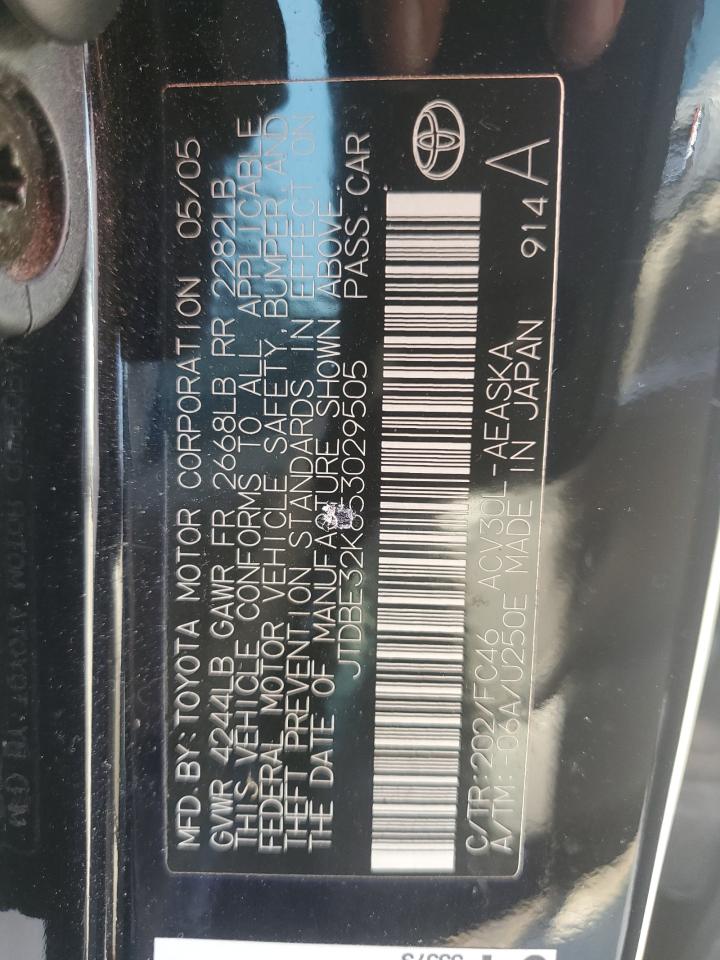 MFD.BY:TOYOTA MOTOR CORPORATION 05/05
GVWR 4244LB GAWR FR 2668LB RR 2282LB
THIS VEHICLE CONFORMS TO ALL APPLICABLE
FEDERAL MOTOR VEHICLE SAFETY,BUMPER AND
THEFT PREVENTION STANDARDS IN EFFECT ON
THE DATE OF MANUFACTURE SHOWN ABOVE.
JTDBE32K853029505 PASS.CAR
C/TR:202/FC46 ACV30L-AEASKA
A/TM:-06A/U250E MADE IN JAPAN 914 A